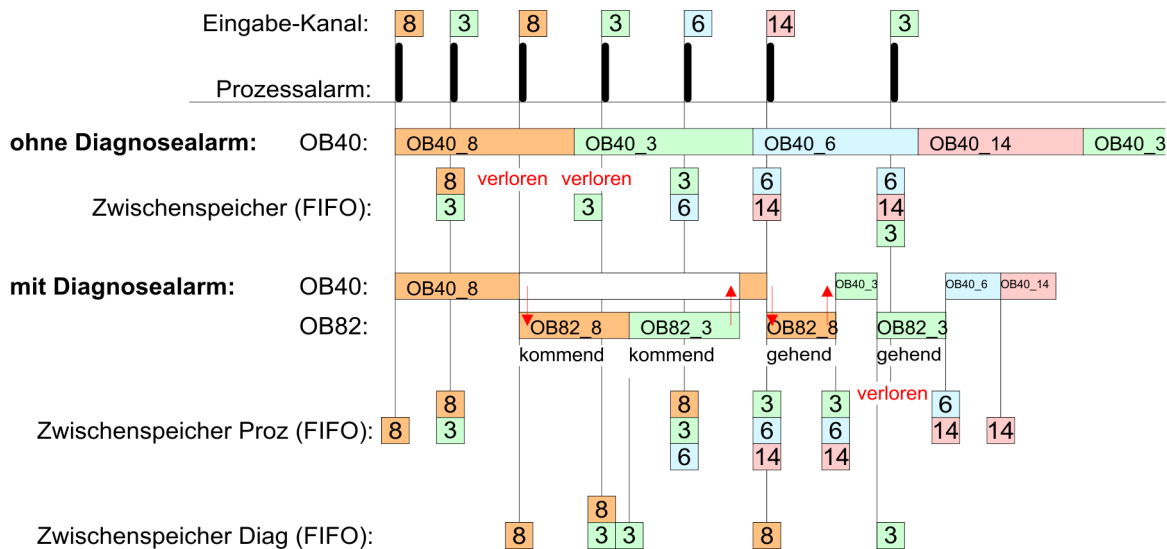 Eingabe-Kanal: 8 3 8 3 6 14 3
Prozessalarm:
ohne Diagnosealarm: OB40: OB40_8 OB40_3 OB40_6 OB40_14 OB40_3
8 verloren verloren 3 6 6
Zwischenspeicher (FIFO): 3 3 6 14 14
3
mit Diagnosealarm: OB40: OB40_8 OB40_3 OB40_6 OB40_14
OB82: OB82_8 OB82_3 OB82_8 OB82_3
kommend kommend gehend gehend
verloren
8 8 3 3 6
Zwischenspeicher Proz (FIFO): 8 3 3 6 6 14 14
6 14 14
8
Zwischenspeicher Diag (FIFO): 8 3 3 8 3